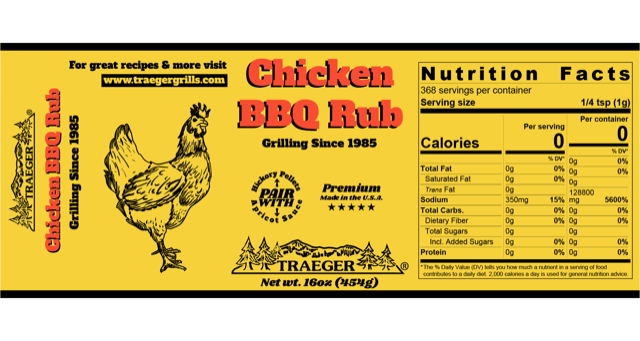 TRAEGER ®
Chicken BBQ Rub
Grilling Since 1985
For great recipes & more visit
www.traegergrills.com
Chicken
BBQ Rub
Grilling Since 1985
Hickory Pellets
PAIR
WITH
Apricot Sauce
Premium
Made in the U.S.A.
★★★★★
TRAEGER ®
Net wt. 16oz (454g)
Nutrition Facts
368 servings per container
Serving size 1/4 tsp (1g)
Per serving Per container
Calories 0 0
% DV* % DV*
Total Fat 0g 0% 0g 0%
Saturated Fat 0g 0% 0g 0%
Trans Fat 0g 0g
Sodium 350mg 15% 128800 mg 5600%
Total Carbs. 0g 0% 0g 0%
Dietary Fiber 0g 0% 0g 0%
Total Sugars 0g 0g
Incl. Added Sugars 0g 0% 0g 0%
Protein 0g 0% 0g 0%
*The % Daily Value (DV) tells you how much a nutrient in a serving of food
contributes to a daily diet. 2,000 calories a day is used for general nutrition advice.